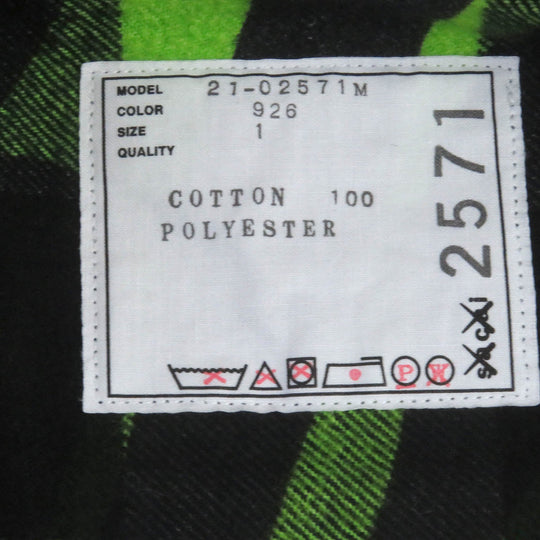 MODEL 21-02571M
COLOR 926
SIZE 1
QUALITY
COTTON 100
POLYESTER
2571
sacai
P
W